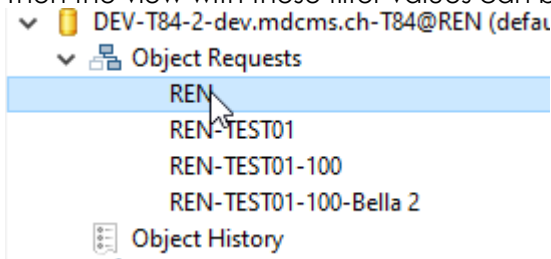 DEV-T84-2-dev.mdcms.ch-T84@REN (defau
Object Requests
REN
REN-TEST01
REN-TEST01-100
REN-TEST01-100-Bella 2
Object History